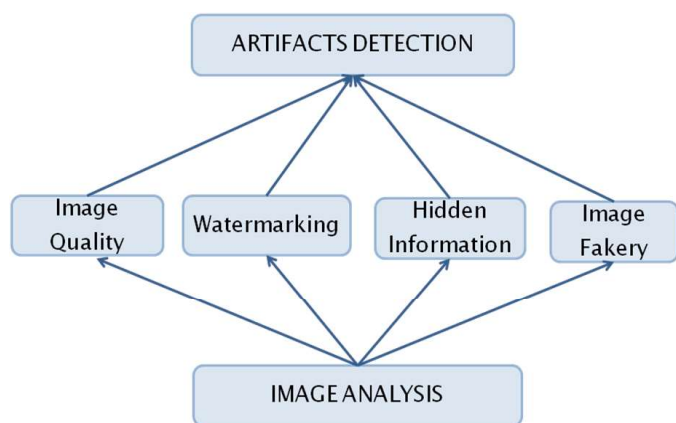 ARTIFACTS DETECTION
Image
Quality
Watermarking
Hidden
Information
Image
Fakery
IMAGE ANALYSIS